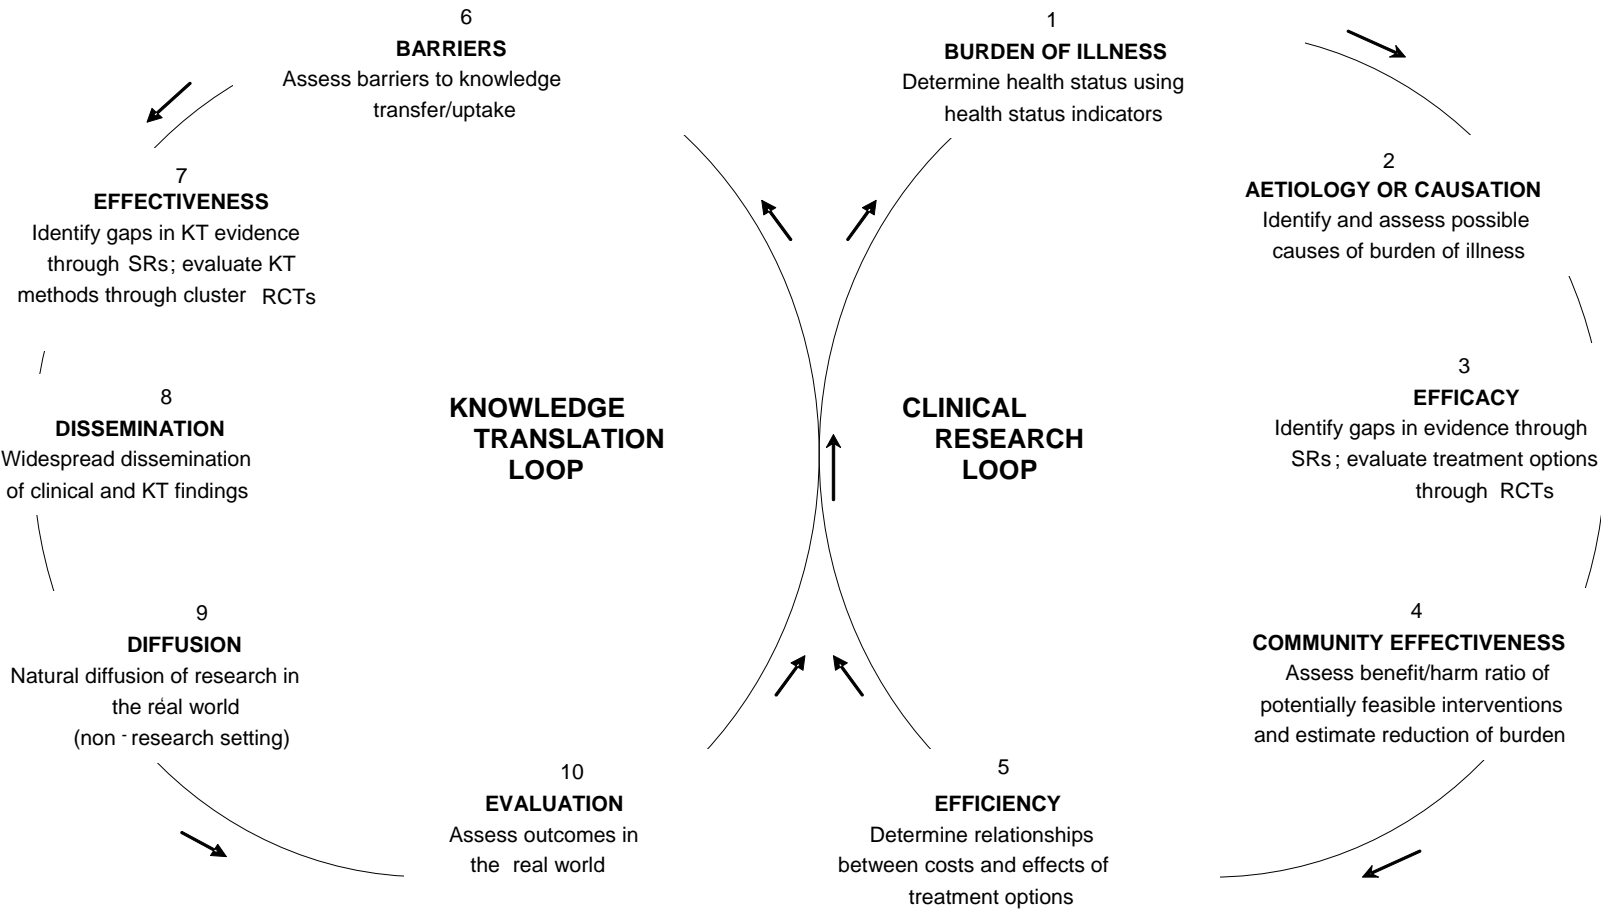 6
BARRIERS
Assess barriers to knowledge
transfer/uptake
7
EFFECTIVENESS
Identify gaps in KT evidence
through SRs; evaluate KT
methods through cluster RCTs
8
DISSEMINATION
Widespread dissemination
of clinical and KT findings
9
DIFFUSION
Natural diffusion of research in
the real world
(non - research setting)
10
EVALUATION
Assess outcomes in
the real world
KNOWLEDGE
TRANSLATION
LOOP
1
BURDEN OF ILLNESS
Determine health status using
health status indicators
2
AETIOLOGY OR CAUSATION
Identify and assess possible
causes of burden of illness
3
EFFICACY
Identify gaps in evidence through
SRs; evaluate treatment options
through RCTs
4
COMMUNITY EFFECTIVENESS
Assess benefit/harm ratio of
potentially feasible interventions
and estimate reduction of burden
5
EFFICIENCY
Determine relationships
between costs and effects of
treatment options
CLINICAL
RESEARCH
LOOP